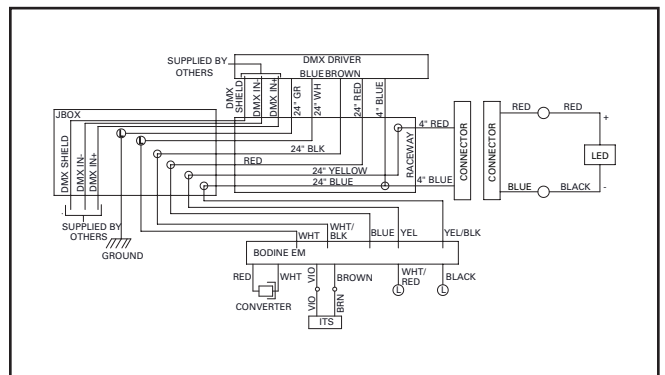 SUPPLIED BY
OTHERS
DMX DRIVER
BLUE BROWN
DMX
SHIELD
DMX IN-
DMX IN+
24" GR
24" WH
24" RED
4" BLUE
JBOX
DMX SHIELD
DMX IN-
DMX IN+
24" BLK
RED
24" YELLOW
24" BLUE
RACEWAY
4" RED
4" BLUE
CONNECTOR
CONNECTOR
RED
RED
+
LED
BLUE
BLACK
-
-
SUPPLIED BY
OTHERS
GROUND
WHT
WHT/
BLK
BLUE
YEL
YEL/BLK
BODINE EM
RED
WHT
CONVERTER
VIO
BROWN
VIO
BRN
ITS
WHT/
RED
L
BLACK
L